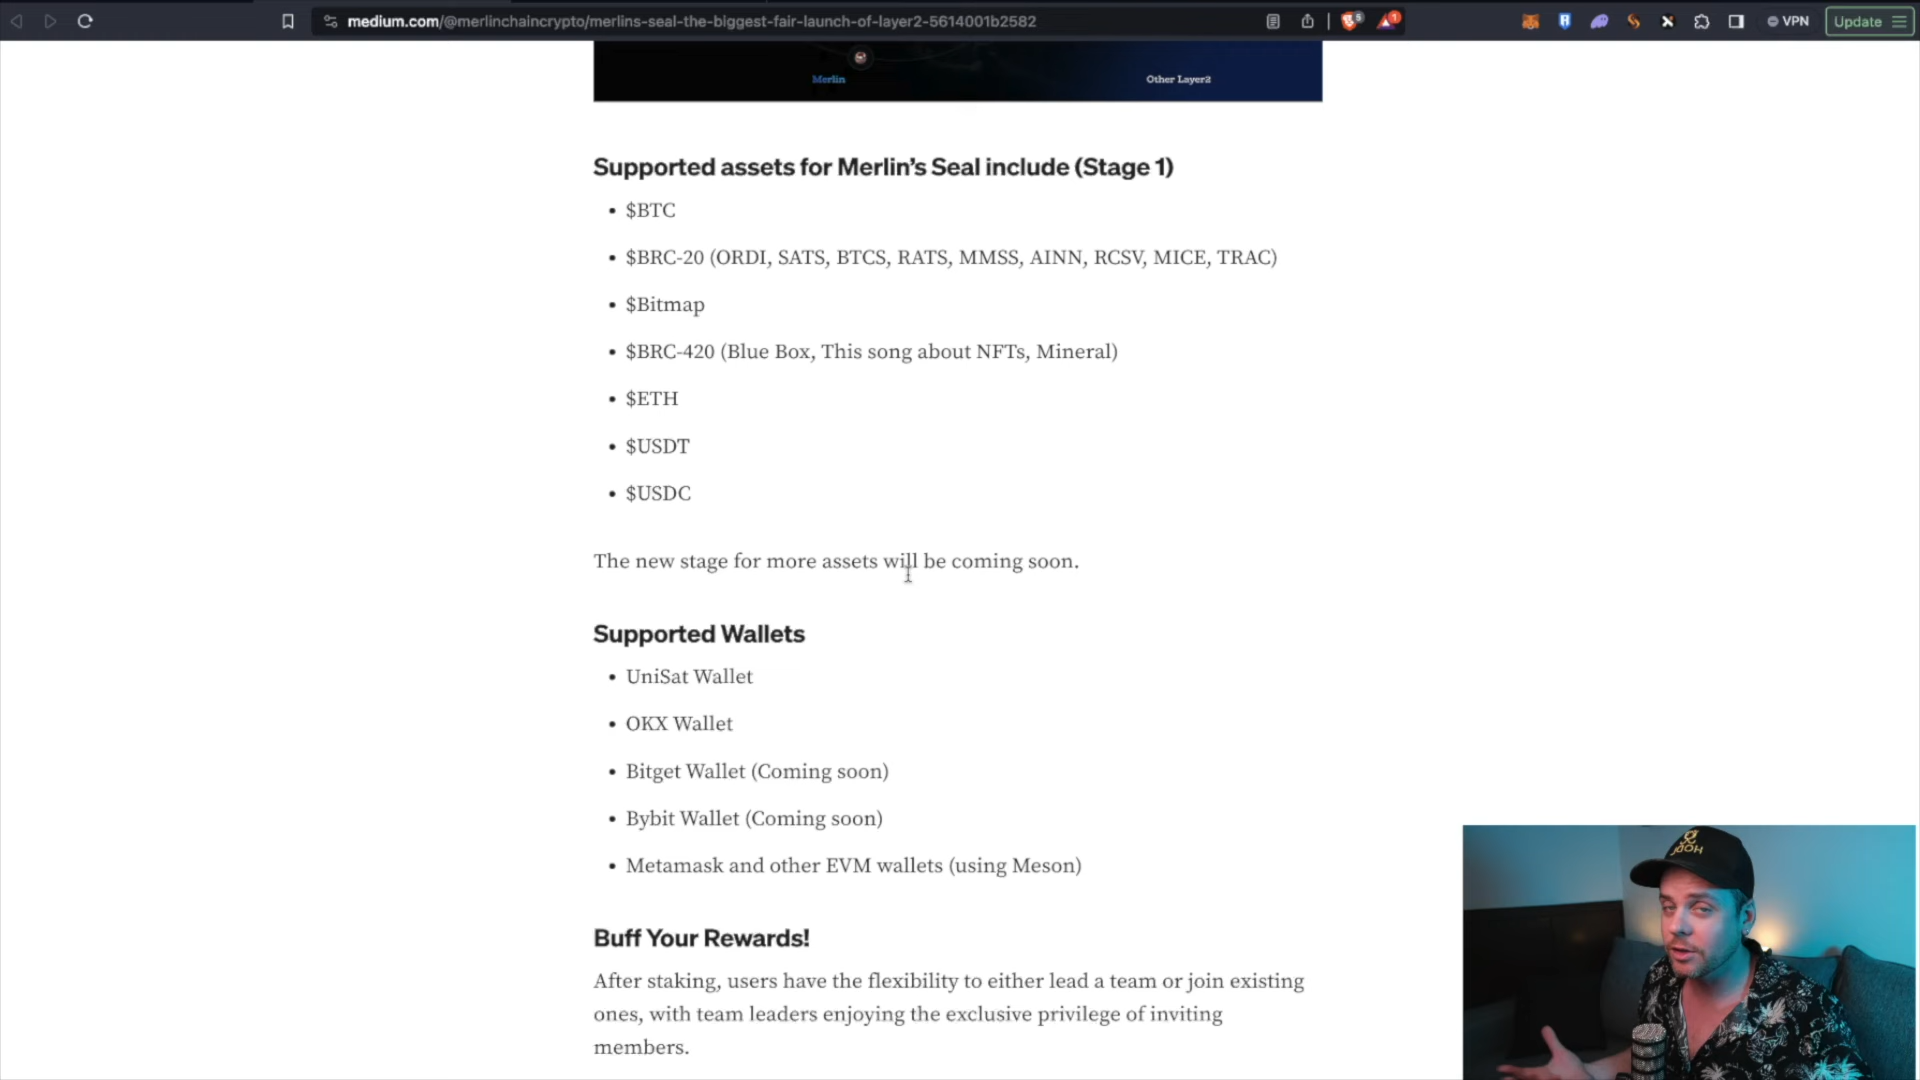 medium.com/@merlinchaincrypto/merlins-seal-the-biggest-fair-launch-of-layer2-5614001b2582
5
1
VPN
Update
Merlin
Other Layer2
Supported assets for Merlin’s Seal include (Stage 1)
• $BTC
• $BRC-20 (ORDI, SATS, BTCS, RATS, MMSS, AINN, RCSV, MICE, TRAC)
• $Bitmap
• $BRC-420 (Blue Box, This song about NFTs, Mineral)
• $ETH
• $USDT
• $USDC
The new stage for more assets will be coming soon.
Supported Wallets
• UniSat Wallet
• OKX Wallet
• Bitget Wallet (Coming soon)
• Bybit Wallet (Coming soon)
• Metamask and other EVM wallets (using Meson)
Buff Your Rewards!
After staking, users have the flexibility to either lead a team or join existing
ones, with team leaders enjoying the exclusive privilege of inviting
members.